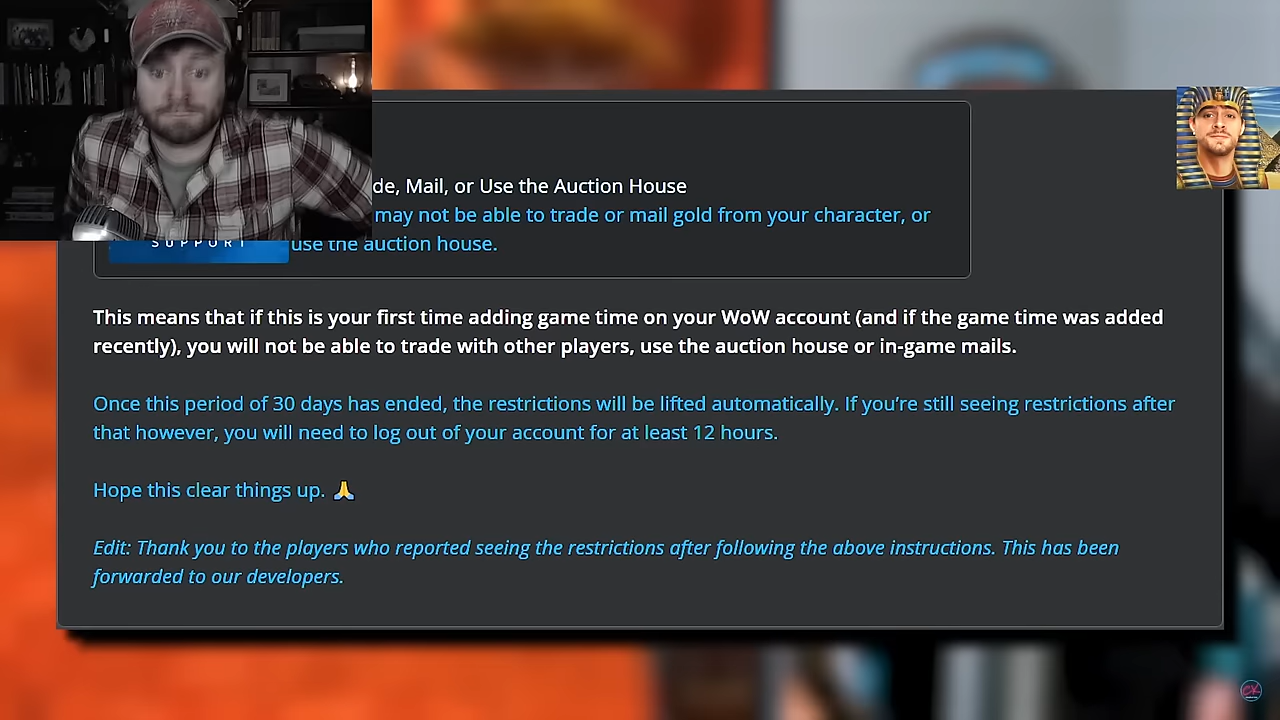 de, Mail, or Use the Auction House
may not be able to trade or mail gold from your character, or
SUPPORT
use the auction house.
This means that if this is your first time adding game time on your WoW account (and if the game time was added
recently), you will not be able to trade with other players, use the auction house or in-game mails.
Once this period of 30 days has ended, the restrictions will be lifted automatically. If you’re still seeing restrictions after
that however, you will need to log out of your account for at least 12 hours.
Hope this clear things up. 🙏
Edit: Thank you to the players who reported seeing the restrictions after following the above instructions. This has been
forwarded to our developers.
CK